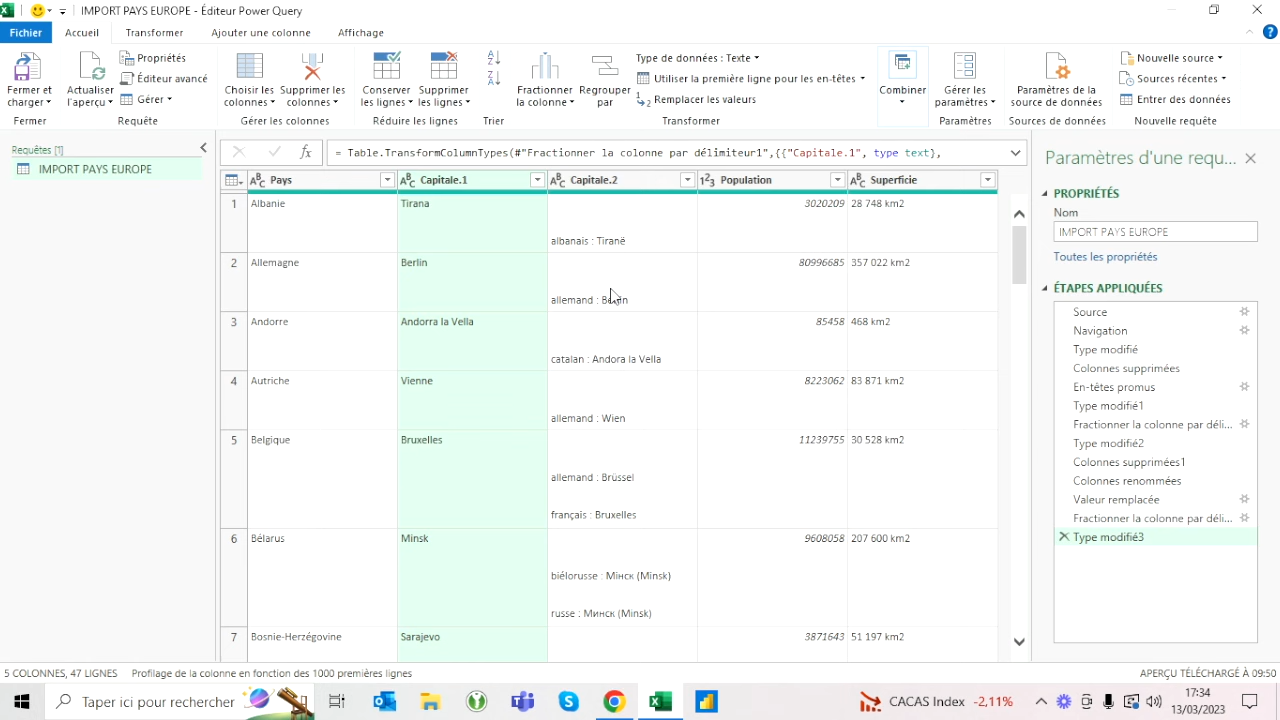 IMPORT PAYS EUROPE - Éditeur Power Query
Fichier Accueil Transformer Ajouter une colonne Affichage
Fermer et charger
Fermer
Actualiser l'aperçu
Propriétés
Éditeur avancé
Gérer
Requête
Choisir les colonnes
Supprimer les colonnes
Gérer les colonnes
Conserver les lignes
Supprimer les lignes
Réduire les lignes
Trier
Fractionner la colonne
Regrouper par
Type de données : Texte
Utiliser la première ligne pour les en-têtes
Remplacer les valeurs
Transformer
Combiner
Gérer les paramètres
Paramètres
Paramètres de la source de données
Sources de données
Nouvelle source
Sources récentes
Entrer des données
Nouvelle requête
Requêtes [1]
IMPORT PAYS EUROPE
fx = Table.TransformColumnTypes(#"Fractionner la colonne par délimiteur1",{{"Capitale.1", type text},
ABC Pays ABC Capitale.1 ABC Capitale.2 123 Population ABC Superficie
1 Albanie Tirana 3020209 28 748 km2
albanais : Tiranë
2 Allemagne Berlin 80996685 357 022 km2
allemand : Berlin
3 Andorre Andorra la Vella 85458 468 km2
catalan : Andora la Vella
4 Autriche Vienne 8223062 83 871 km2
allemand : Wien
5 Belgique Bruxelles 11239755 30 528 km2
allemand : Brüssel
français : Bruxelles
6 Bélarus Minsk 9608058 207 600 km2
biélorusse : Мінск (Minsk)
russe : Минск (Minsk)
7 Bosnie-Herzégovine Sarajevo 3871643 51 197 km2
Paramètres d'une requ...
PROPRIÉTÉS
Nom
IMPORT PAYS EUROPE
Toutes les propriétés
ÉTAPES APPLIQUÉES
Source
Navigation
Type modifié
Colonnes supprimées
En-têtes promus
Type modifié1
Fractionner la colonne par déli...
Type modifié2
Colonnes supprimées1
Colonnes renommées
Valeur remplacée
Fractionner la colonne par déli...
Type modifié3
5 COLONNES, 47 LIGNES Profilage de la colonne en fonction des 1000 premières lignes APERÇU TÉLÉCHARGÉ À 09:50
Taper ici pour rechercher
CACAS Index -2,11%
17:34
13/03/2023